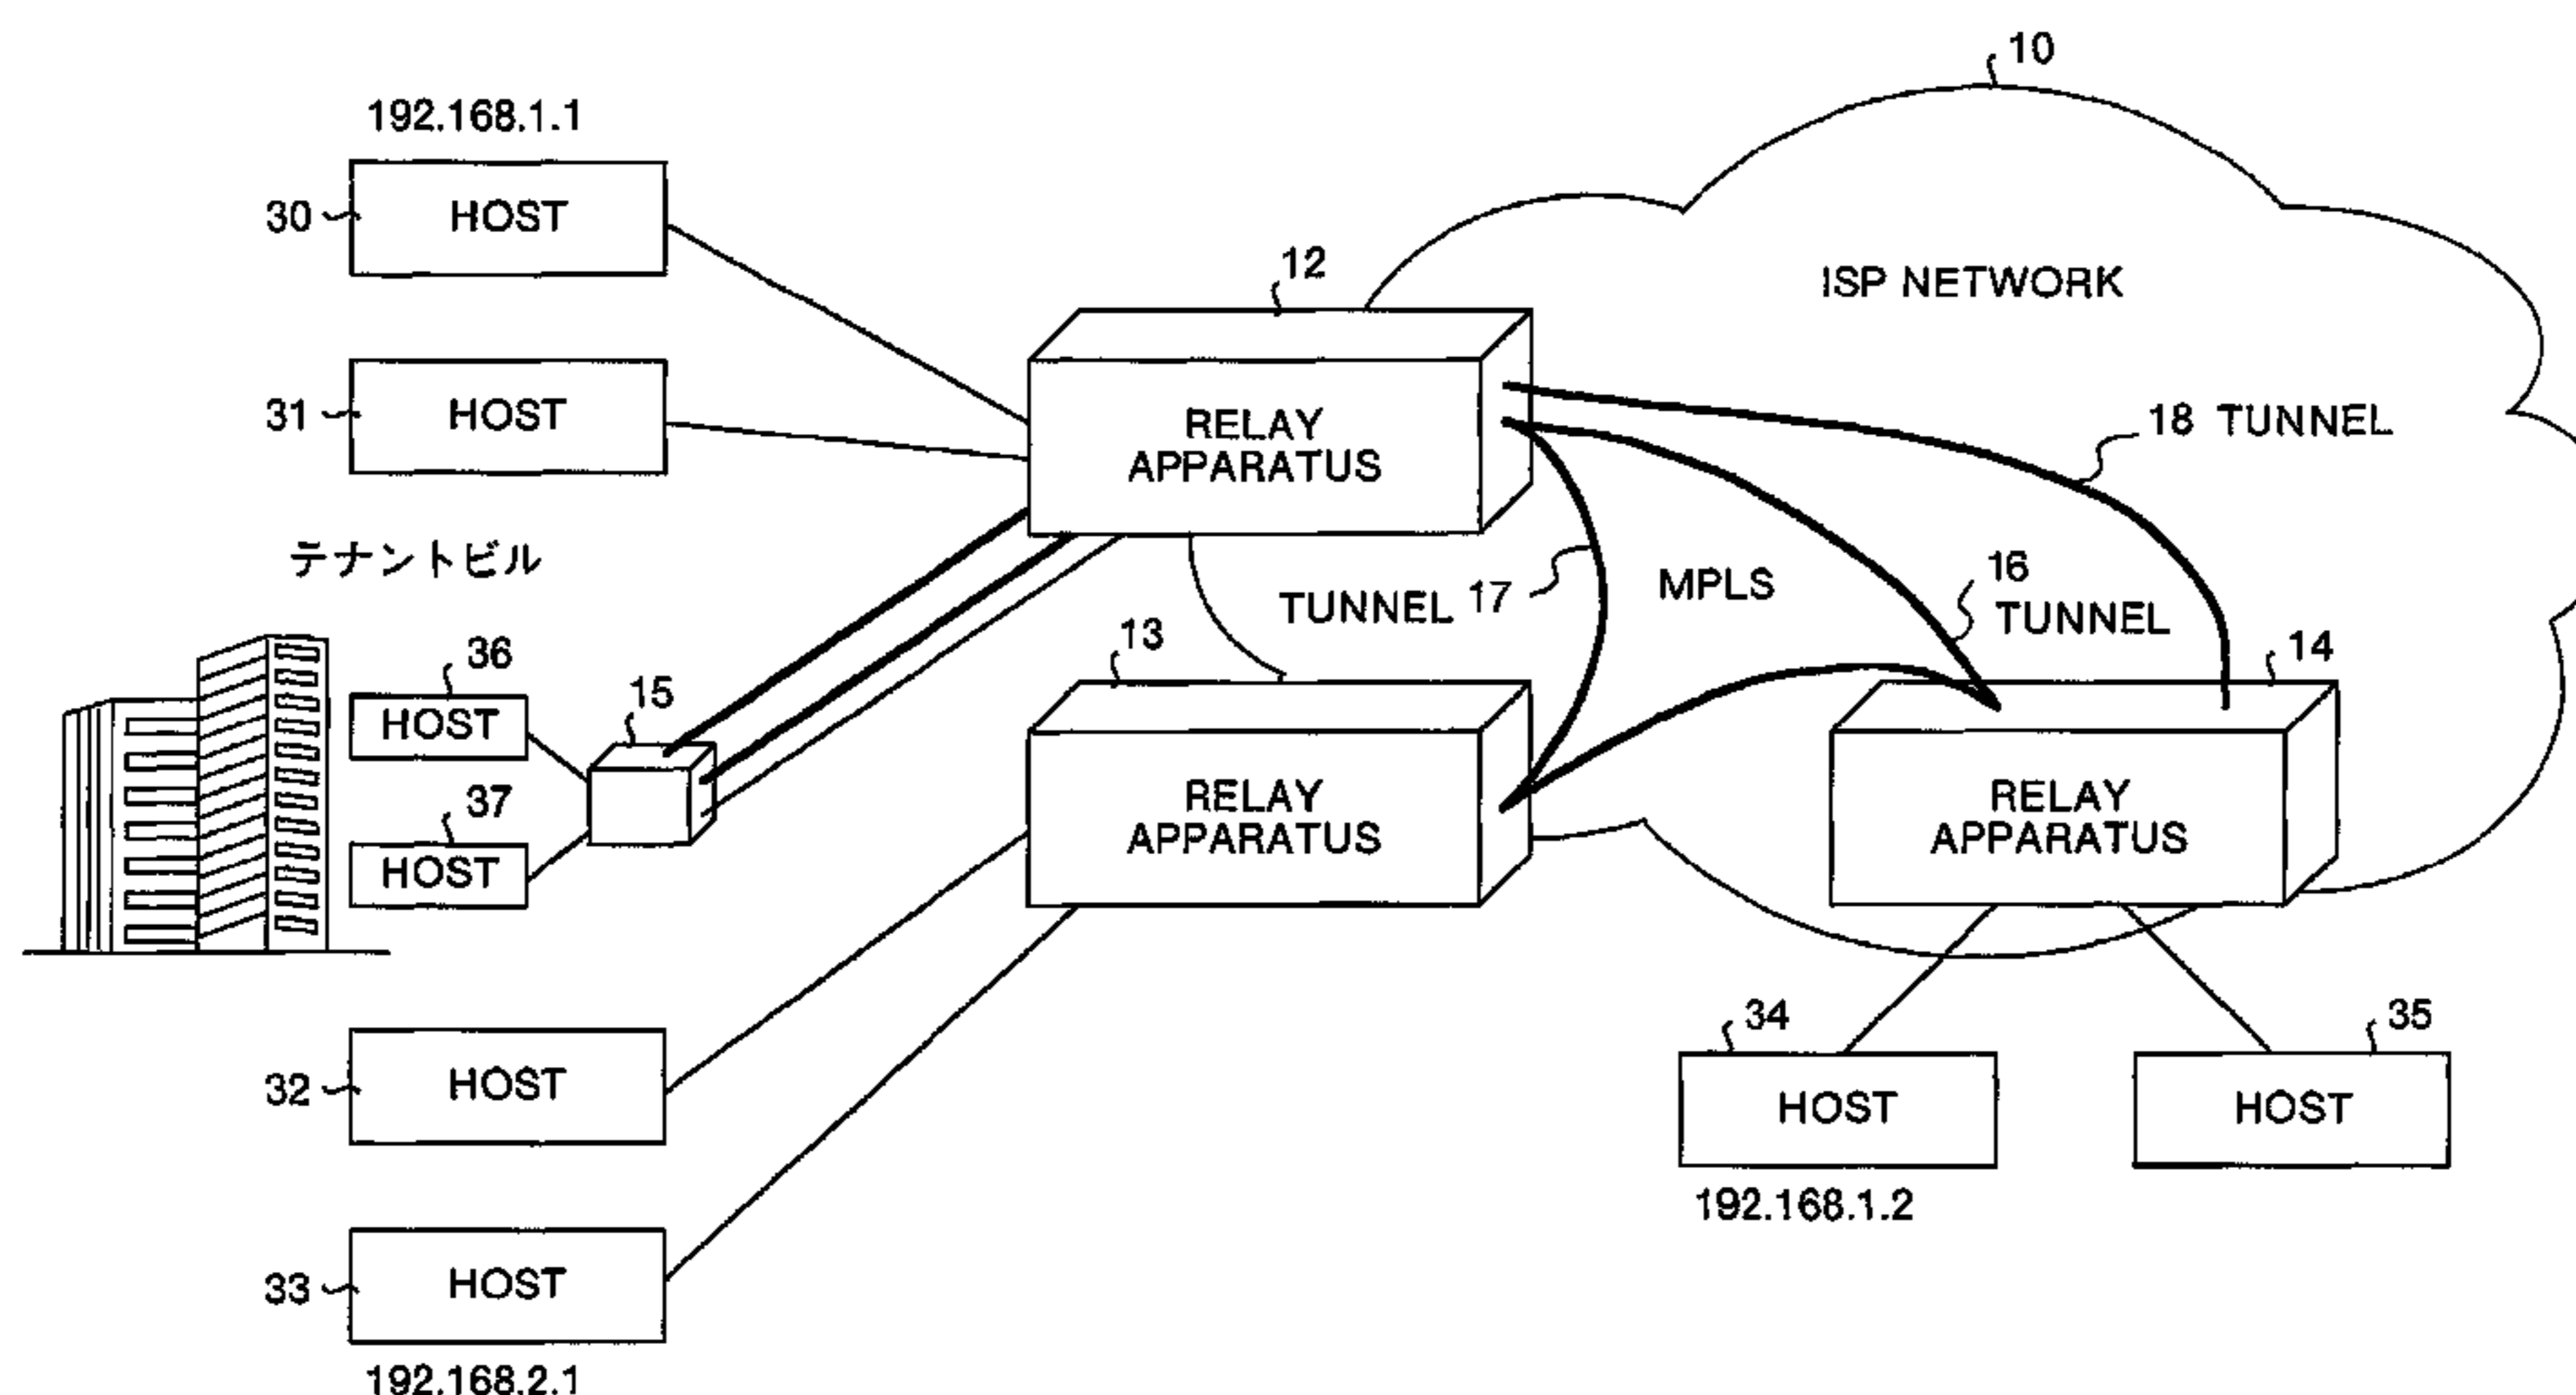 10
192.168.1.1
30 HOST
12
ISP NETWORK
31 HOST
RELAY
APPARATUS
18 TUNNEL
テナントビル
TUNNEL 17
MPLS
16
TUNNEL
36
HOST
15
13
14
37
HOST
RELAY
APPARATUS
RELAY
APPARATUS
32 HOST
34
HOST
35
HOST
192.168.1.2
33 HOST
192.168.2.1